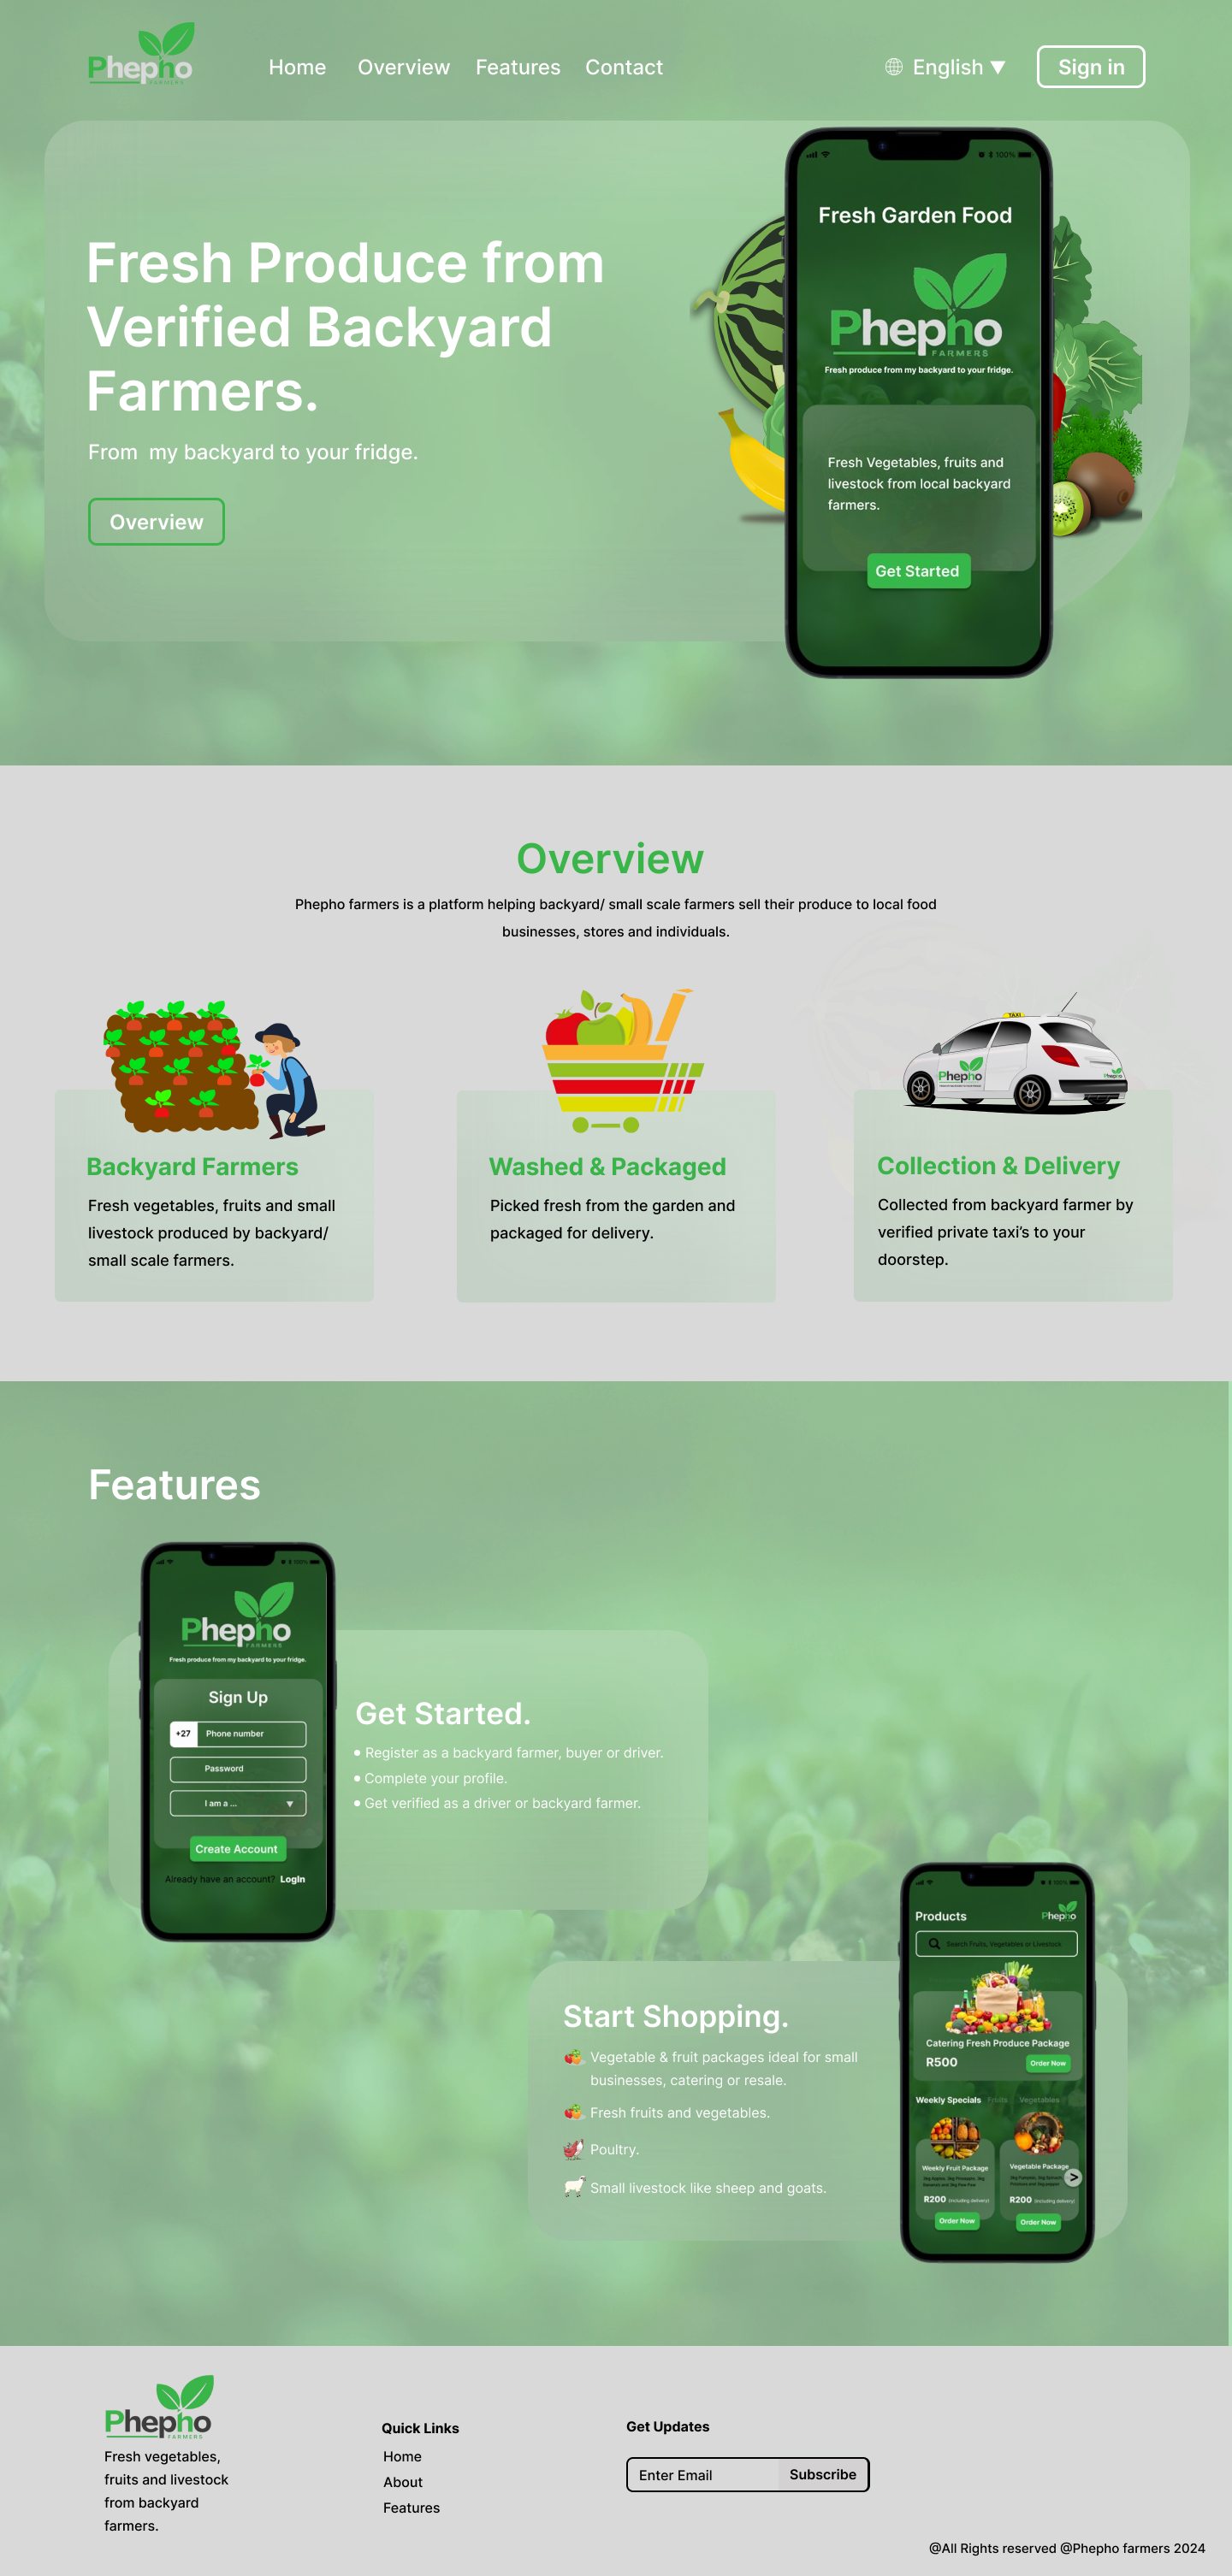 Phepho
FARMERS
Home Overview Features Contact
English ▼
Sign in
100%
Fresh Garden Food
Phepho
FARMERS
Fresh produce from my backyard to your fridge.
Fresh Vegetables, fruits and
livestock from local backyard
farmers.
Get Started
Fresh Produce from
Verified Backyard
Farmers.
From my backyard to your fridge.
Overview
Overview
Phepho farmers is a platform helping backyard/ small scale farmers sell their produce to local food
businesses, stores and individuals.
Backyard Farmers
Fresh vegetables, fruits and small
livestock produced by backyard/
small scale farmers.
Washed & Packaged
Picked fresh from the garden and
packaged for delivery.
TAXI
Phepho
Phepho
Collection & Delivery
Collected from backyard farmer by
verified private taxi's to your
doorstep.
Features
100%
Phepho
FARMERS
Fresh produce from my backyard to your fridge.
Sign Up
+27 Phone number
Password
I am a ... ▼
Create Account
Already have an account? LogIn
Get Started.
• Register as a backyard farmer, buyer or driver.
• Complete your profile.
• Get verified as a driver or backyard farmer.
Start Shopping.
Vegetable & fruit packages ideal for small
businesses, catering or resale.
Fresh fruits and vegetables.
Poultry.
Small livestock like sheep and goats.
100%
Products
Phepho
Search Fruits, Vegetables or Livestock
Catering Fresh Produce Package
R500
Order Now
Weekly Specials Fruits Vegetables
Weekly Fruit Package
R200 (including delivery)
Order Now
Vegetable Package
R200 (including delivery)
Order Now
>
Phepho
FARMERS
Fresh vegetables,
fruits and livestock
from backyard
farmers.
Quick Links
Home
About
Features
Get Updates
Enter Email
Subscribe
@All Rights reserved @Phepho farmers 2024